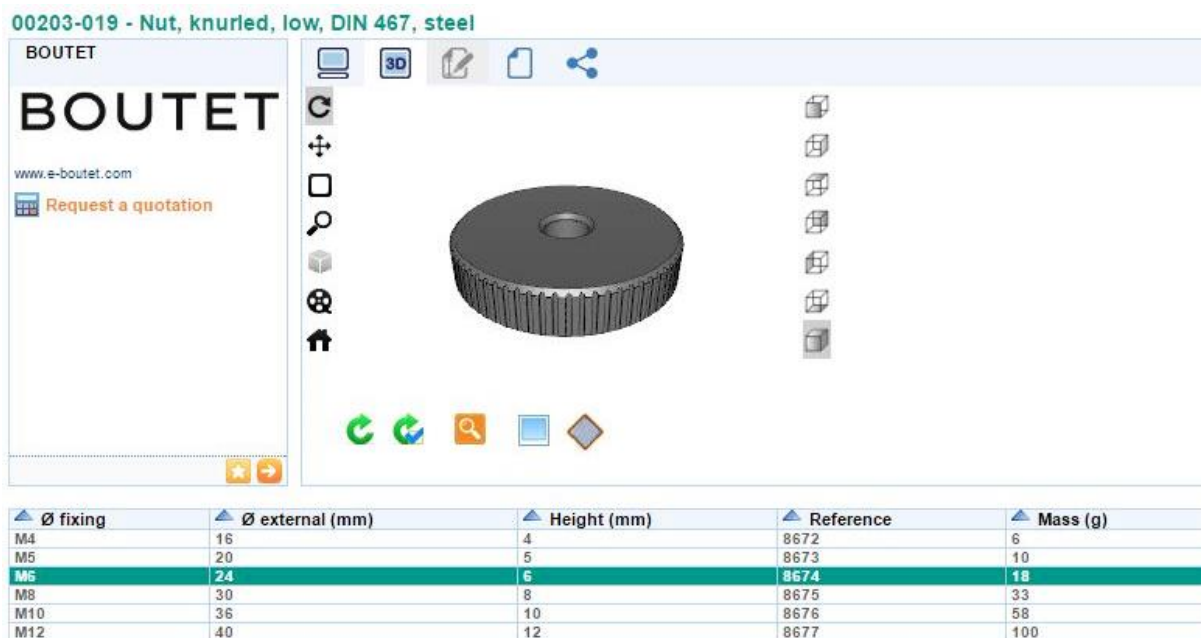 00203-019 - Nut, knurled, low, DIN 467, steel
BOUTET
BOUTET
www.e-boutet.com
Request a quotation
3D
Ø fixing Ø external (mm) Height (mm) Reference Mass (g)
M4 16 4 8672 6
M5 20 5 8673 10
M6 24 6 8674 18
M8 30 8 8675 33
M10 36 10 8676 58
M12 40 12 8677 100